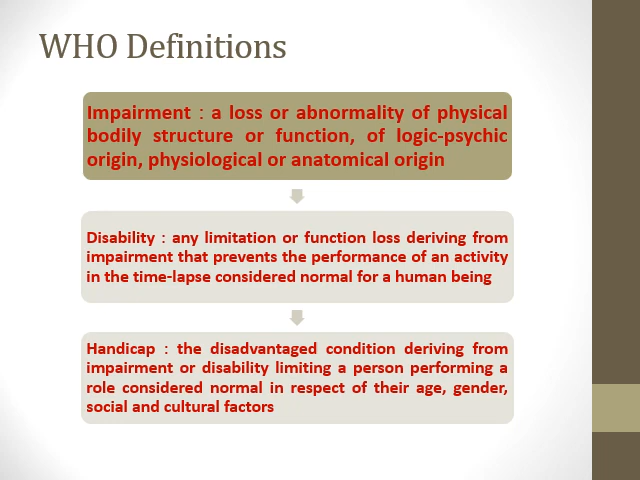 WHO Definitions
Impairment : a loss or abnormality of physical
bodily structure or function, of logic-psychic
origin, physiological or anatomical origin
Disability : any limitation or function loss deriving from
impairment that prevents the performance of an activity
in the time-lapse considered normal for a human being
Handicap : the disadvantaged condition deriving from
impairment or disability limiting a person performing a
role considered normal in respect of their age, gender,
social and cultural factors